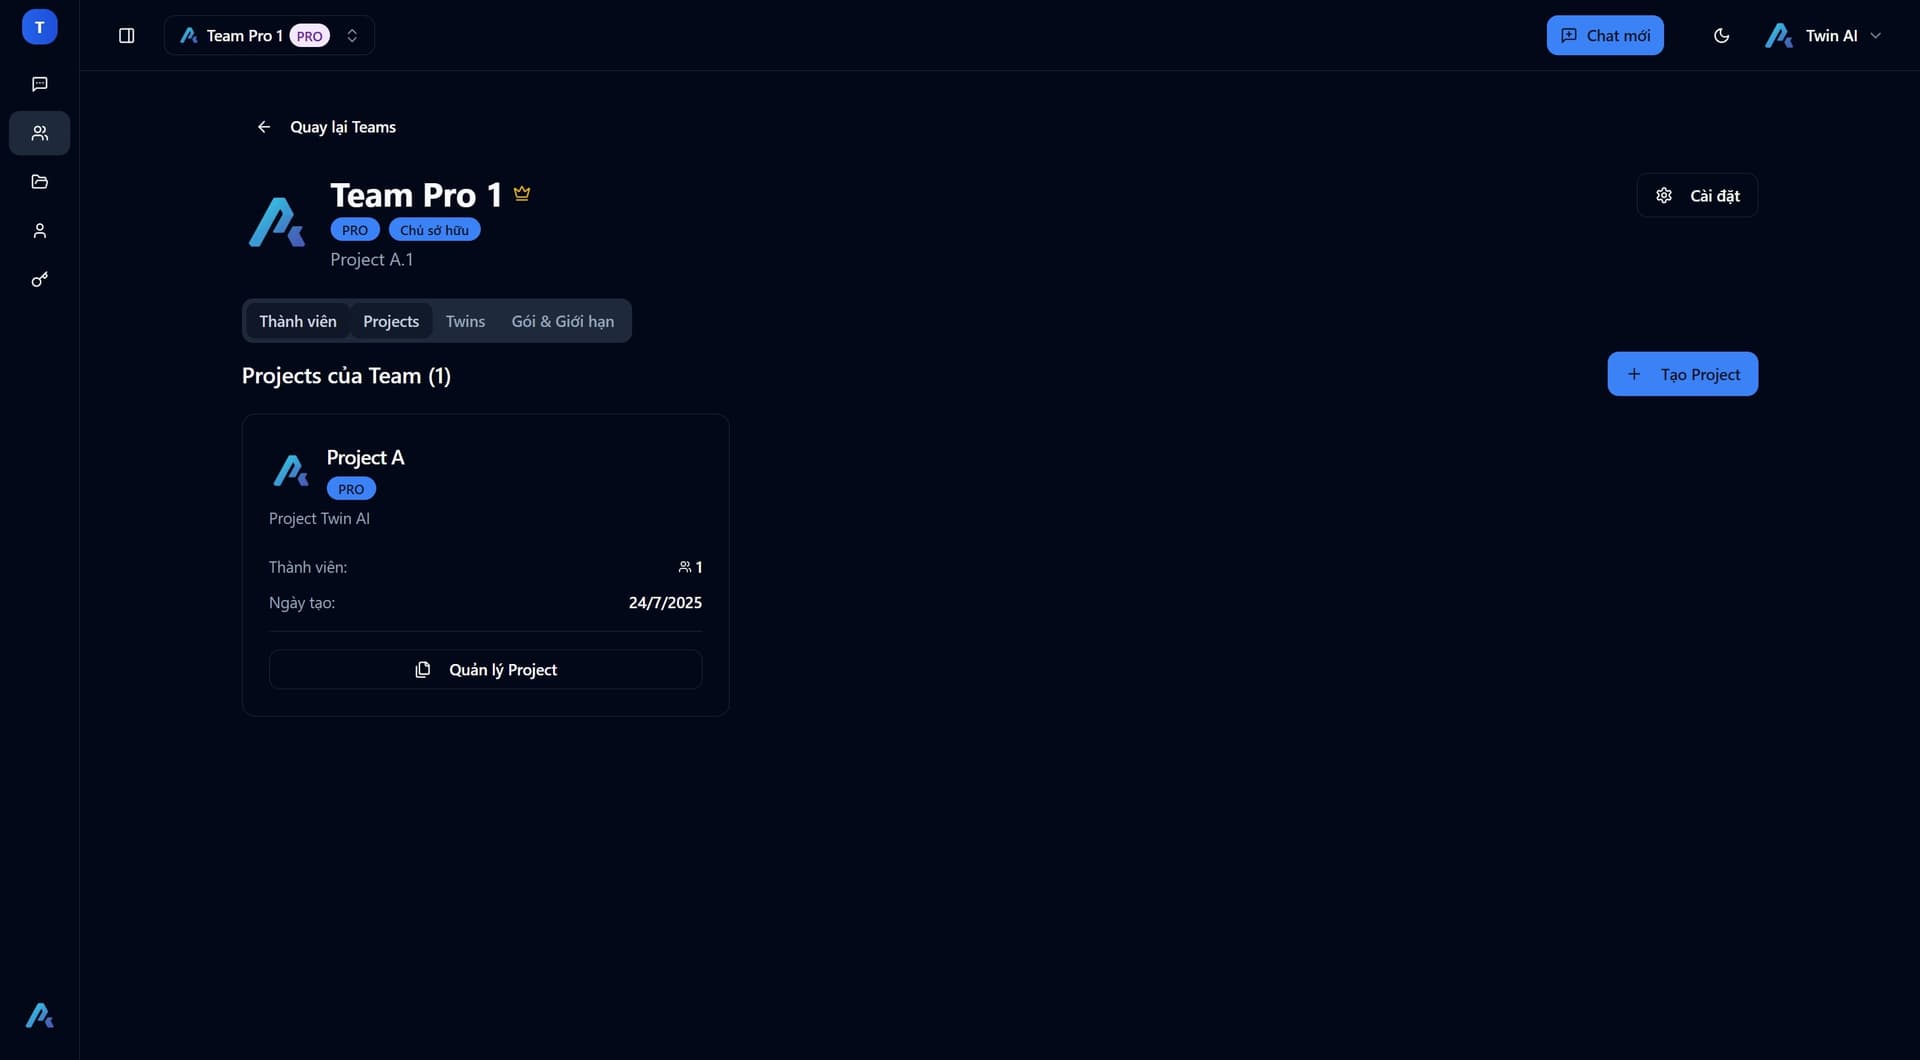 T
Team Pro 1 PRO
Chat mới
Twin AI
Quay lại Teams
Team Pro 1
PRO
Chủ sở hữu
Project A.1
Cài đặt
Thành viên
Projects
Twins
Gói & Giới hạn
Projects của Team (1)
Tạo Project
Project A
PRO
Project Twin AI
Thành viên:
1
Ngày tạo:
24/7/2025
Quản lý Project